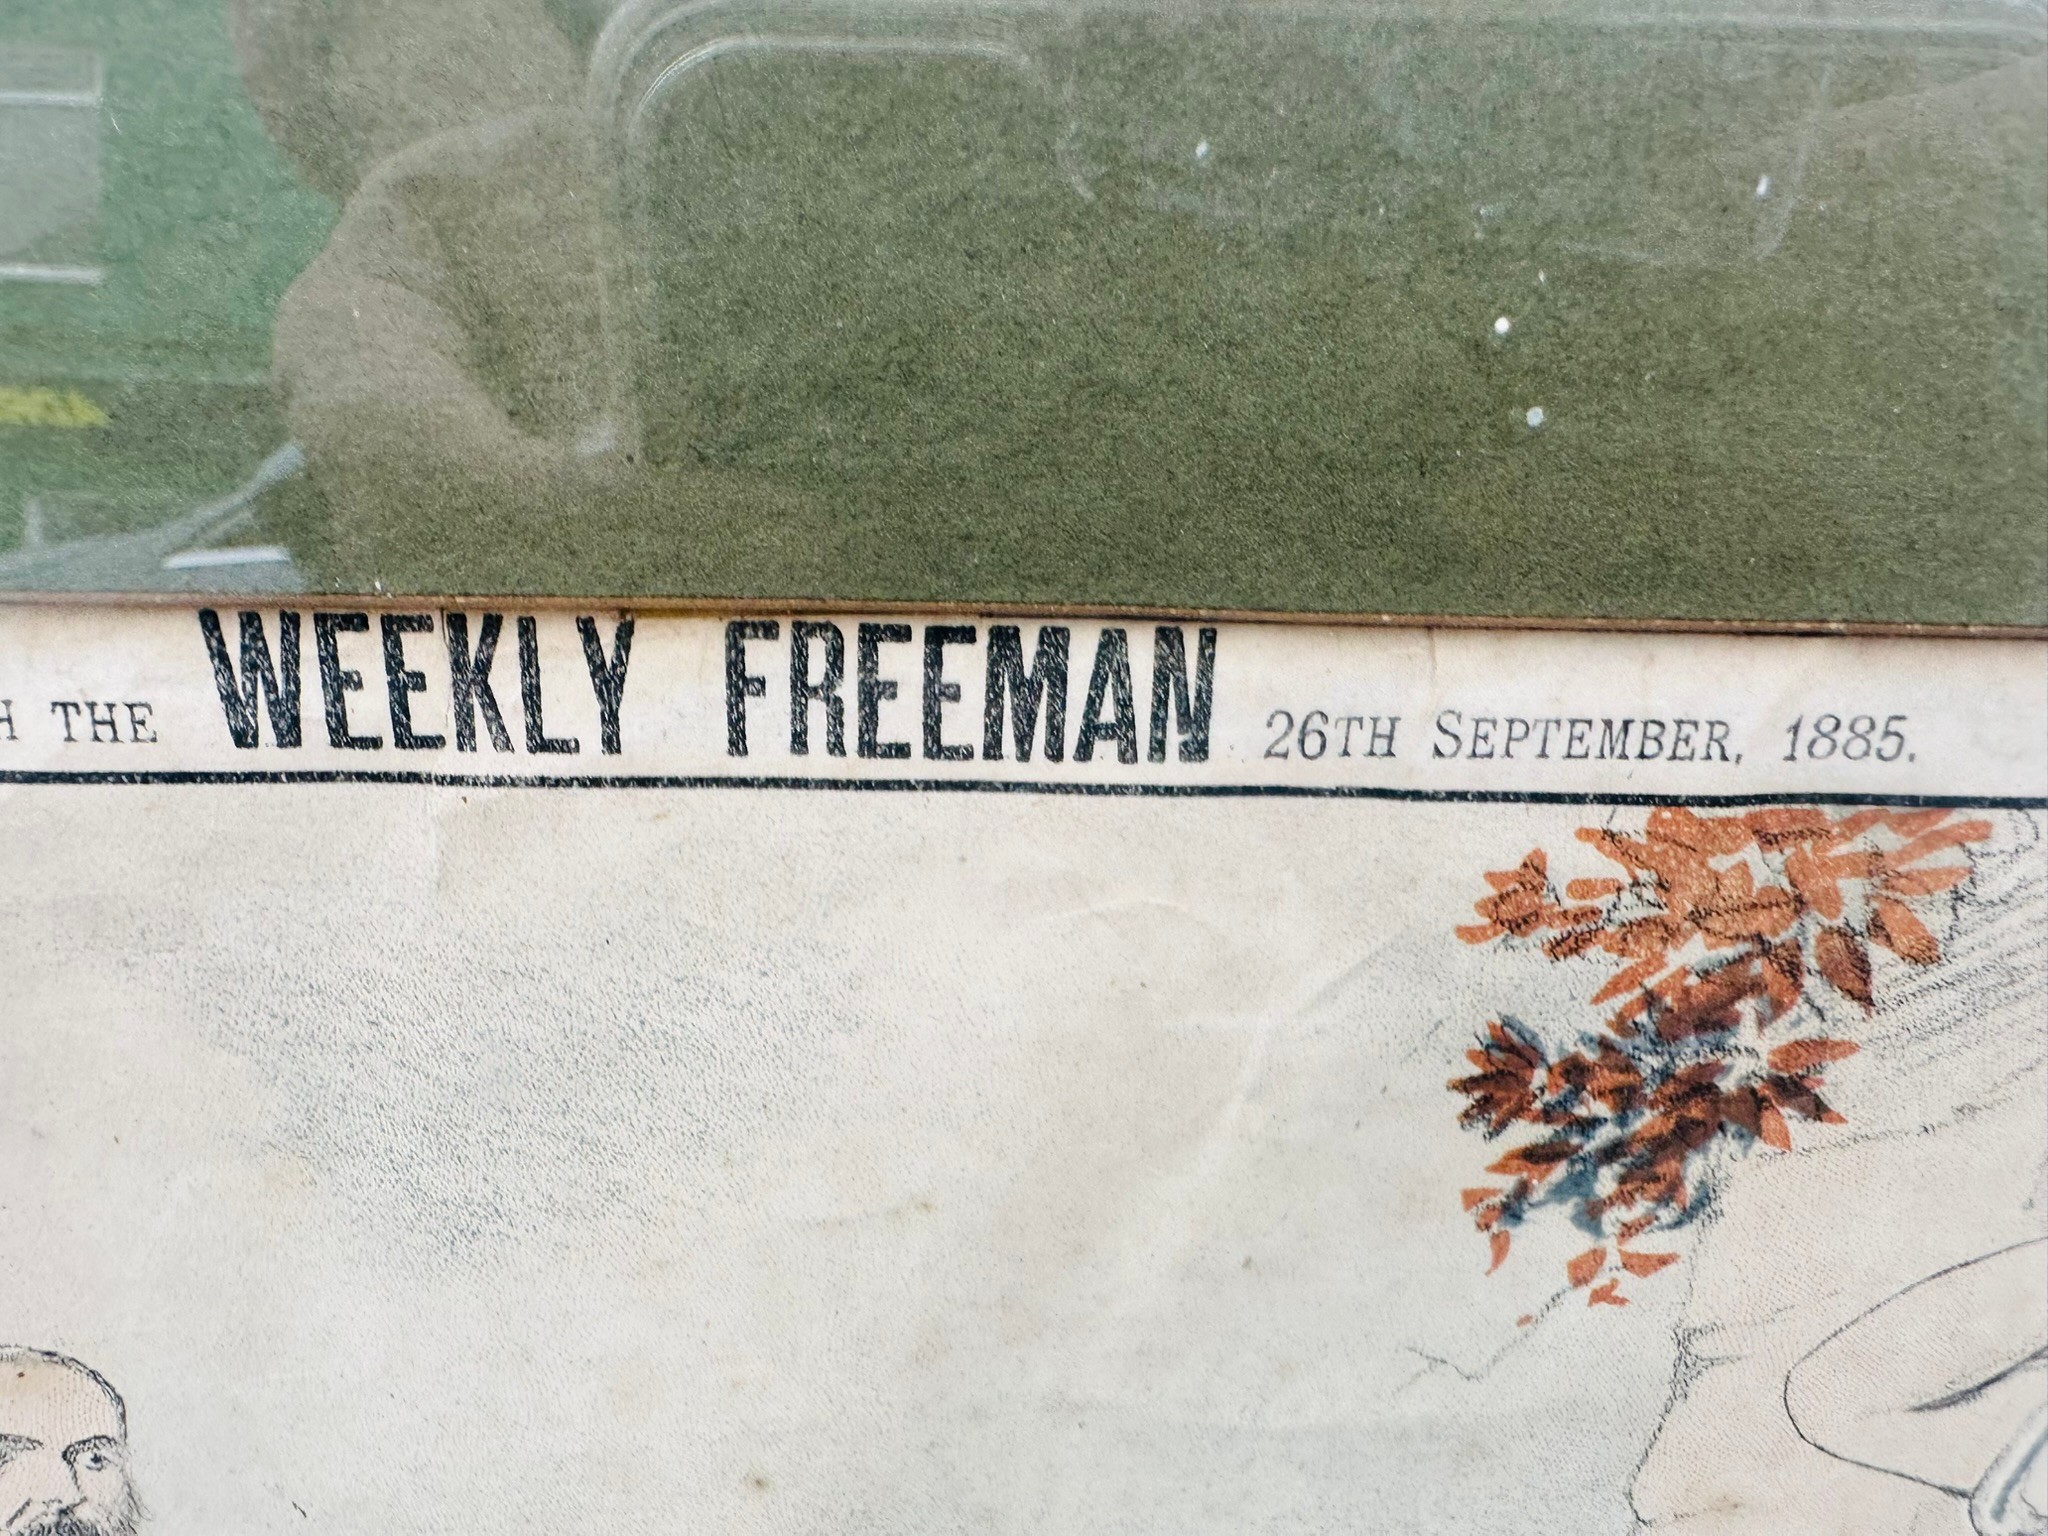 H THE WEEKLY FREEMAN 26TH SEPTEMBER, 1885.